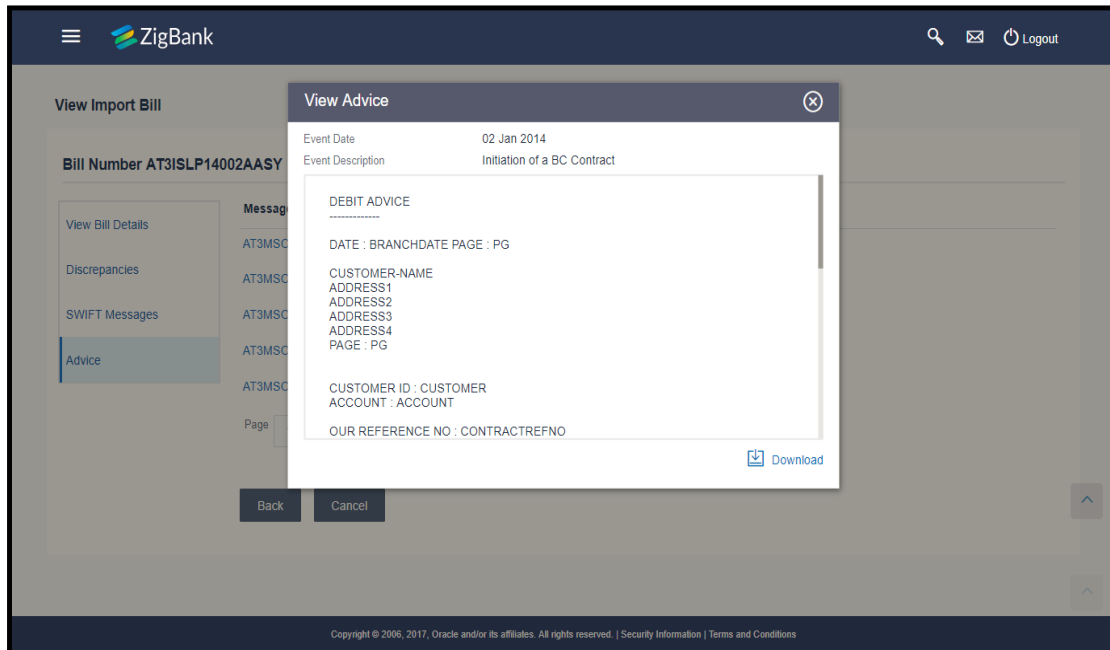 ZigBank
Logout
View Import Bill
Bill Number AT3ISLP14002AASY
View Bill Details
Discrepancies
SWIFT Messages
Advice
Messag
AT3MSC
AT3MSC
AT3MSC
AT3MSC
AT3MSC
Page
Back Cancel
View Advice
Event Date 02 Jan 2014
Event Description Initiation of a BC Contract
DEBIT ADVICE
-------------
DATE : BRANCHDATE PAGE : PG
CUSTOMER-NAME
ADDRESS1
ADDRESS2
ADDRESS3
ADDRESS4
PAGE : PG
CUSTOMER ID : CUSTOMER
ACCOUNT : ACCOUNT
OUR REFERENCE NO : CONTRACTREFNO
Download
Copyright © 2006, 2017, Oracle and/or its affiliates. All rights reserved. | Security Information | Terms and Conditions